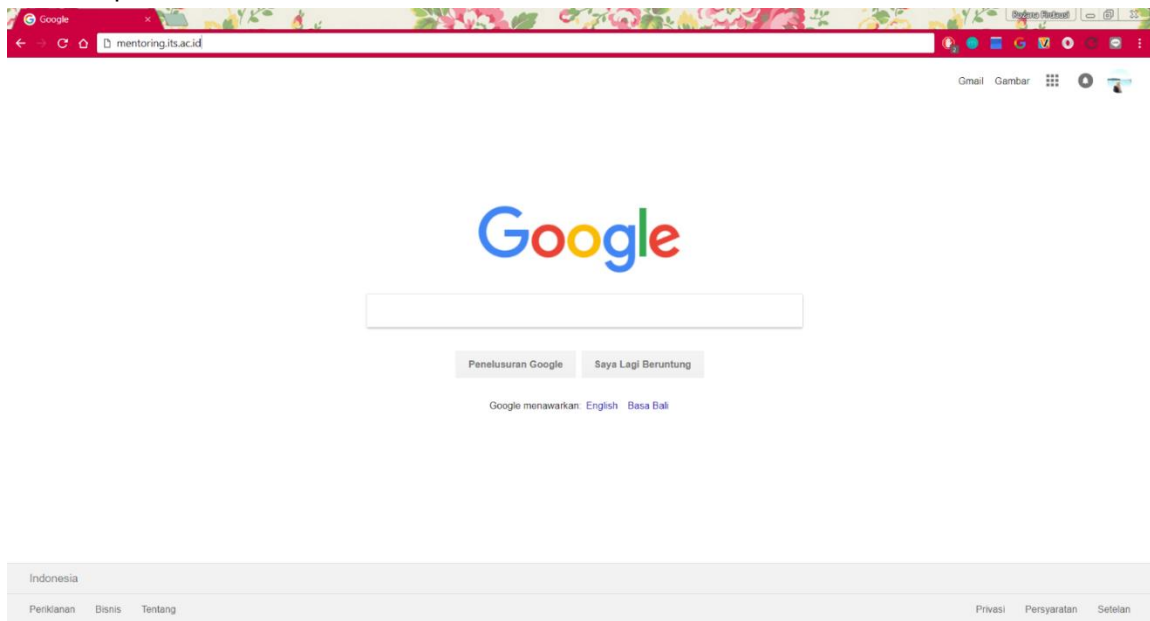 Google
mentoring.its.ac.id
Gmail Gambar
Google
Penelusuran Google Saya Lagi Beruntung
Google menawarkan: English Basa Bali
Indonesia
Periklanan Bisnis Tentang Privasi Persyaratan Setelan